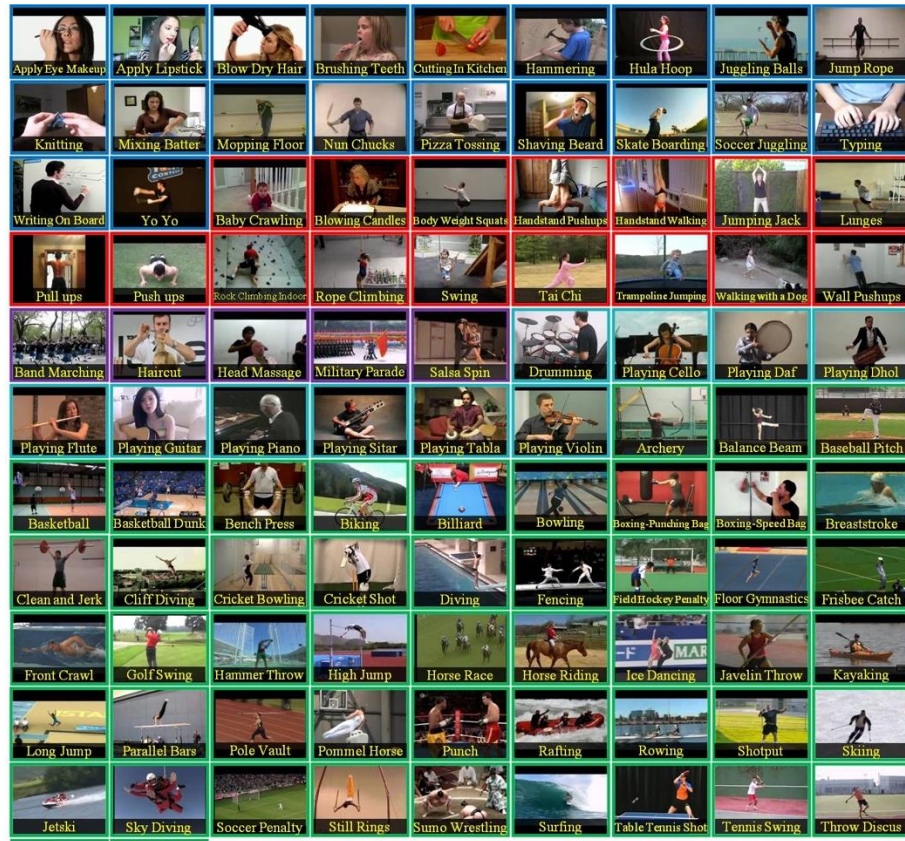 Apply Eye Makeup
Apply Lipstick
Blow Dry Hair
Brushing Teeth
Cutting In Kitchen
Hammering
Hula Hoop
Juggling Balls
Jump Rope
Knitting
Mixing Batter
Mopping Floor
Nun Chucks
Pizza Tossing
Shaving Beard
Skate Boarding
Soccer Juggling
Typing
Writing On Board
Yo Yo
Baby Crawling
Blowing Candles
Body Weight Squats
Handstand Pushups
Handstand Walking
Jumping Jack
Lunges
Pull ups
Push ups
Rock Climbing Indoor
Rope Climbing
Swing
Tai Chi
Trampoline Jumping
Walking with a Dog
Wall Pushups
Band Marching
Haircut
Head Massage
Military Parade
Salsa Spin
Drumming
Playing Cello
Playing Daf
Playing Dhol
Playing Flute
Playing Guitar
Playing Piano
Playing Sitar
Playing Tabla
Playing Violin
Archery
Balance Beam
Baseball Pitch
Basketball
Basketball Dunk
Bench Press
Biking
Billiard
Bowling
Boxing-Punching Bag
Boxing-Speed Bag
Breaststroke
Clean and Jerk
Cliff Diving
Cricket Bowling
Cricket Shot
Diving
Fencing
Field Hockey Penalty
Floor Gymnastics
Frisbee Catch
Front Crawl
Golf Swing
Hammer Throw
High Jump
Horse Race
Horse Riding
Ice Dancing
Javelin Throw
Kayaking
Long Jump
Parallel Bars
Pole Vault
Pommel Horse
Punch
Rafting
Rowing
Shotput
Skiing
Jetski
Sky Diving
Soccer Penalty
Still Rings
Sumo Wrestling
Surfing
Table Tennis Shot
Tennis Swing
Throw Discus